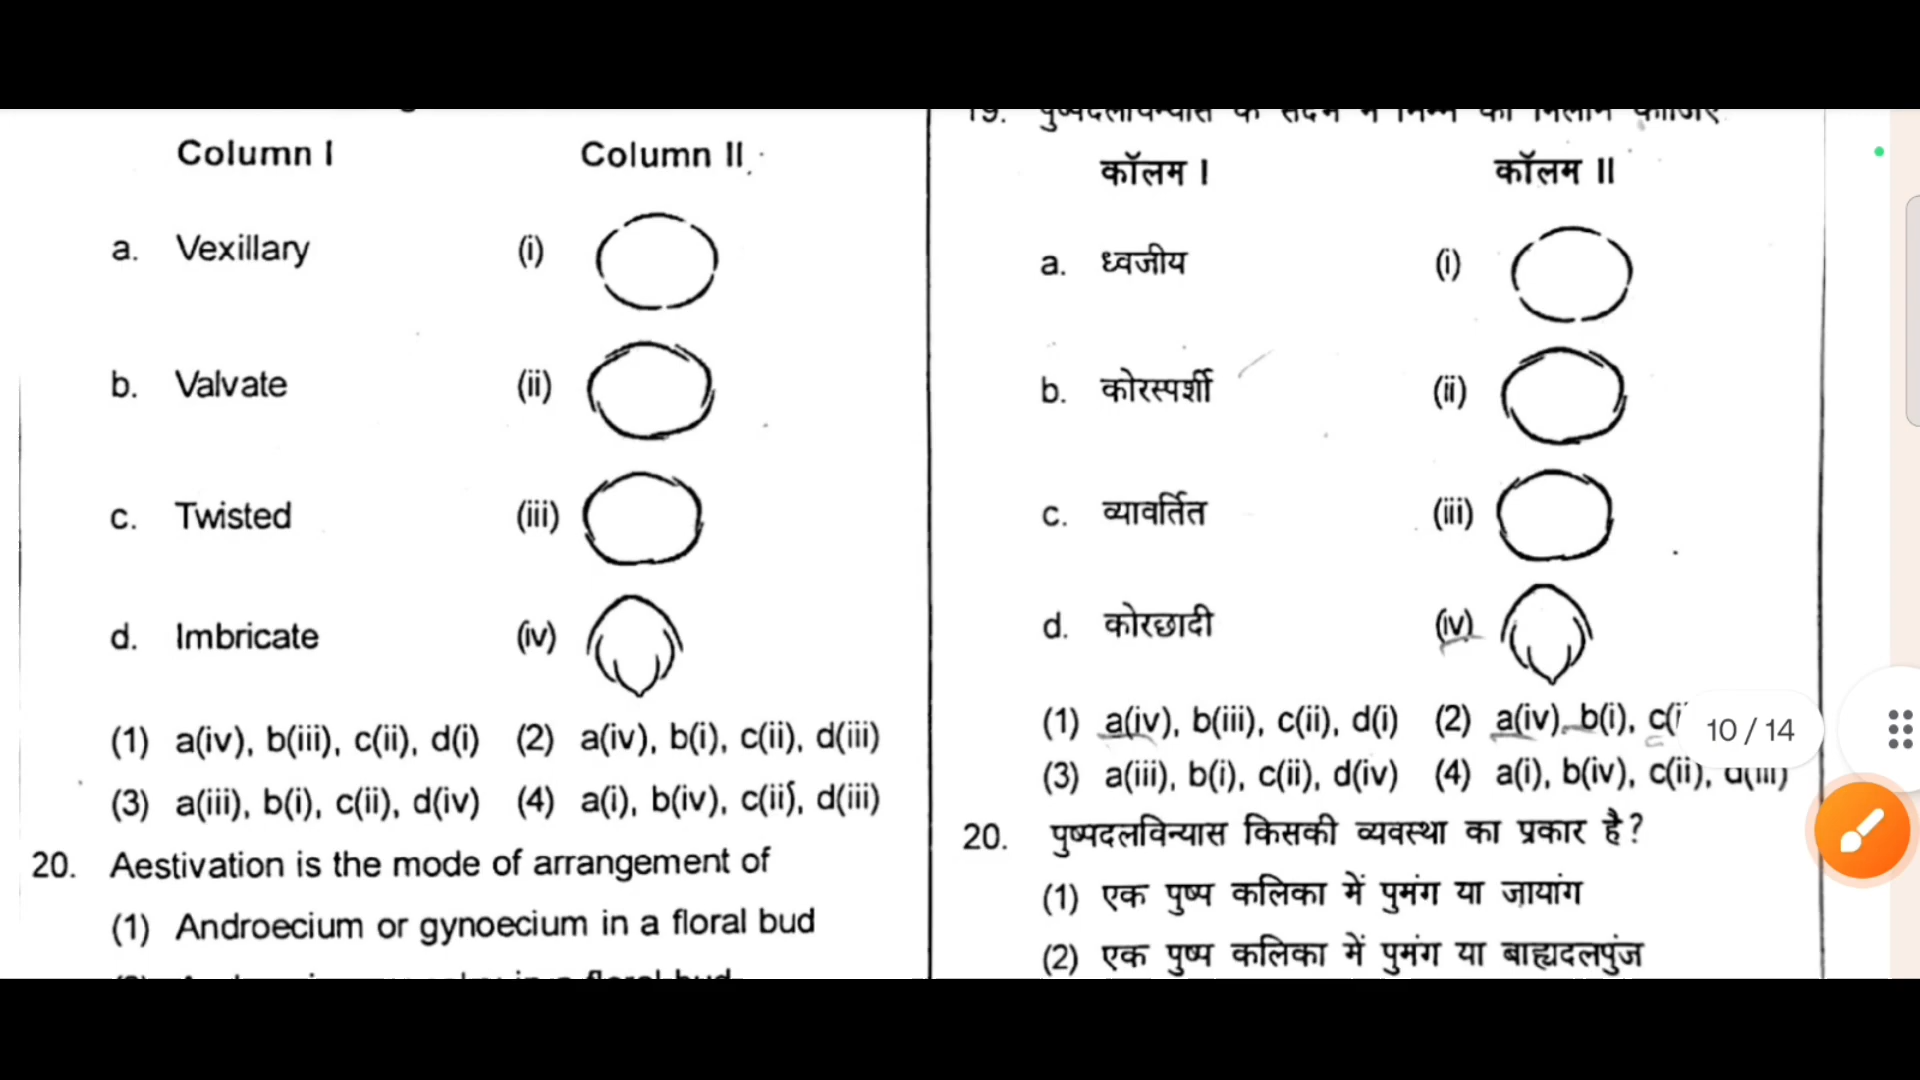 Column I Column II
a. Vexillary (i)
b. Valvate (ii)
c. Twisted (iii)
d. Imbricate (iv)
(1) a(iv), b(iii), c(ii), d(i) (2) a(iv), b(i), c(ii), d(iii)
(3) a(iii), b(i), c(ii), d(iv) (4) a(i), b(iv), c(ii), d(iii)
20. Aestivation is the mode of arrangement of
(1) Androecium or gynoecium in a floral bud
19. पुष्पदलविन्यास के संदर्भ में निम्न का मिलान कीजिए
कॉलम I कॉलम II
a. ध्वजीय (i)
b. कोरस्पर्शी (ii)
c. व्यावर्तित (iii)
d. कोरछादी (iv)
(1) a(iv), b(iii), c(ii), d(i) (2) a(iv), b(i),
(3) a(iii), b(i), c(ii), d(iv) (4) a(i), b(iv), c(ii), d(iii)
20. पुष्पदलविन्यास किसकी व्यवस्था का प्रकार है?
(1) एक पुष्प कलिका में पुमंग या जायांग
(2) एक पुष्प कलिका में पुमंग या बाह्यदलपुंज
10 / 14